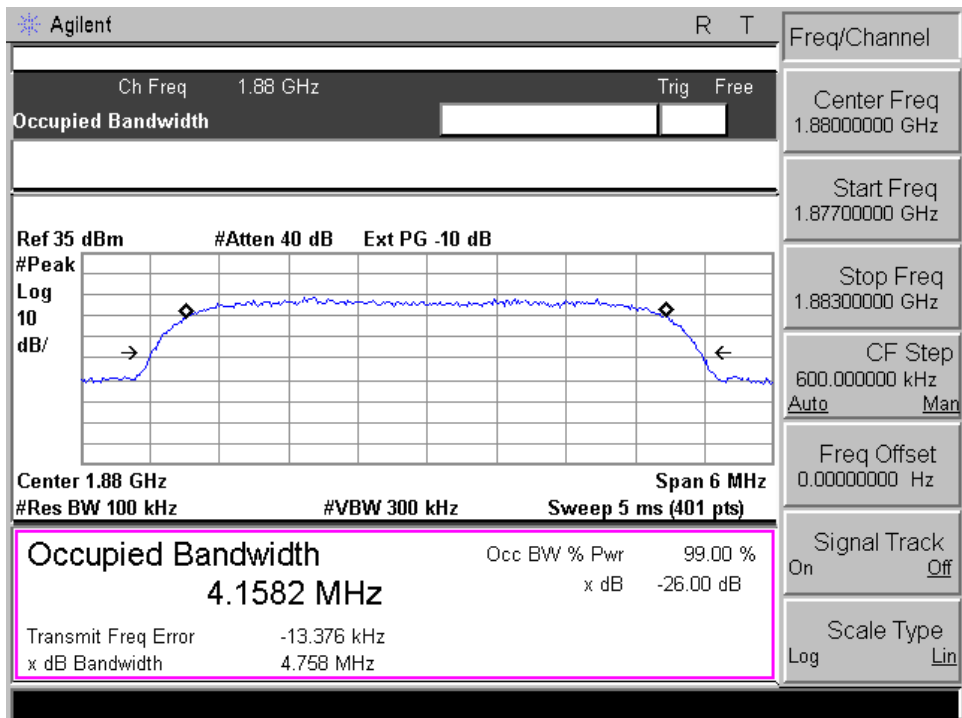 Agilent R T
Freq/Channel
Ch Freq 1.88 GHz Trig Free
Occupied Bandwidth
Center Freq
1.88000000 GHz
Start Freq
1.87700000 GHz
Stop Freq
1.88300000 GHz
CF Step
600.000000 kHz
Auto Man
Freq Offset
0.00000000 Hz
Signal Track
On Off
Scale Type
Log Lin
Ref 35 dBm #Atten 40 dB Ext PG -10 dB
#Peak
Log
10
dB/
Center 1.88 GHz Span 6 MHz
#Res BW 100 kHz #VBW 300 kHz Sweep 5 ms (401 pts)
Occupied Bandwidth Occ BW % Pwr 99.00 %
4.1582 MHz x dB -26.00 dB
Transmit Freq Error -13.376 kHz
x dB Bandwidth 4.758 MHz